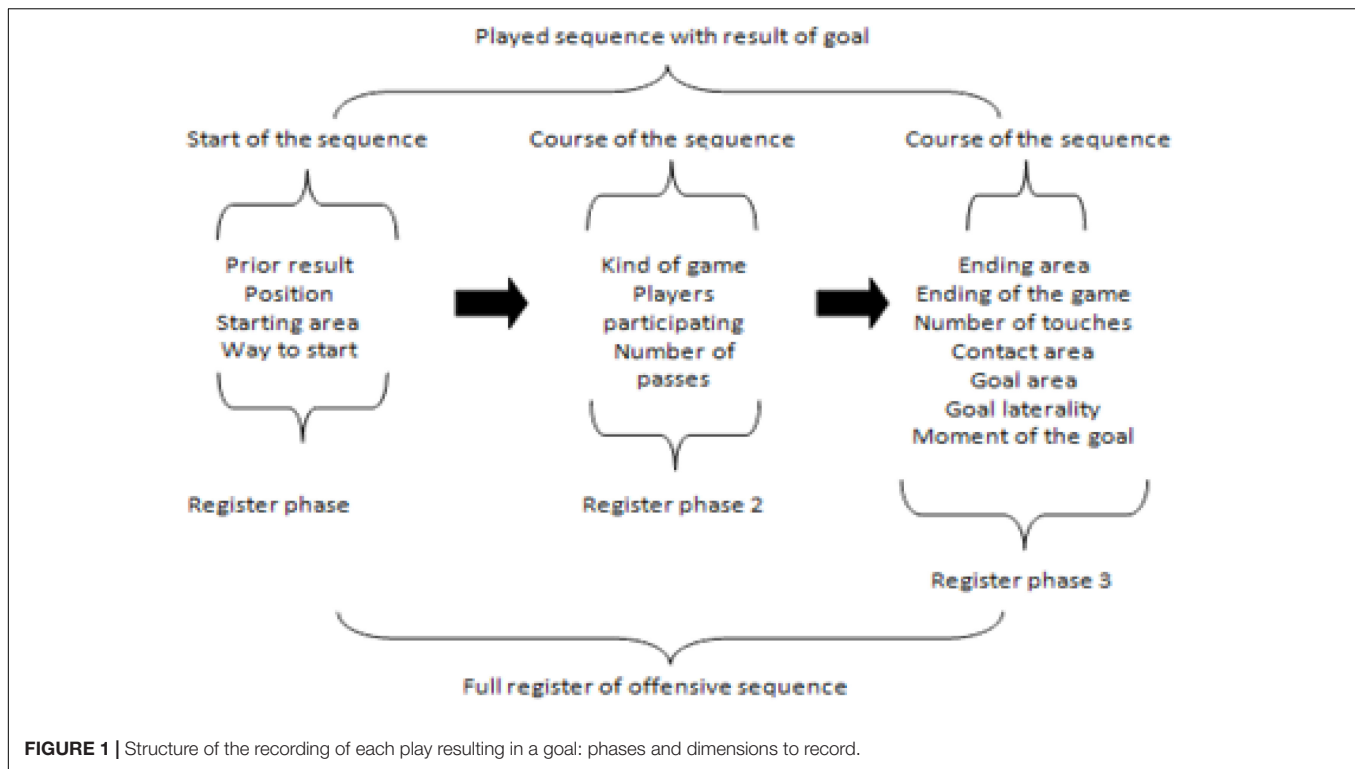 Played sequence with result of goal
Start of the sequence
Course of the sequence
Course of the sequence
Prior result
Position
Starting area
Way to start
Kind of game
Players
participating
Number of
passes
Ending area
Ending of the game
Number of touches
Contact area
Goal area
Goal laterality
Moment of the goal
Register phase
Register phase 2
Register phase 3
Full register of offensive sequence
FIGURE 1 | Structure of the recording of each play resulting in a goal: phases and dimensions to record.